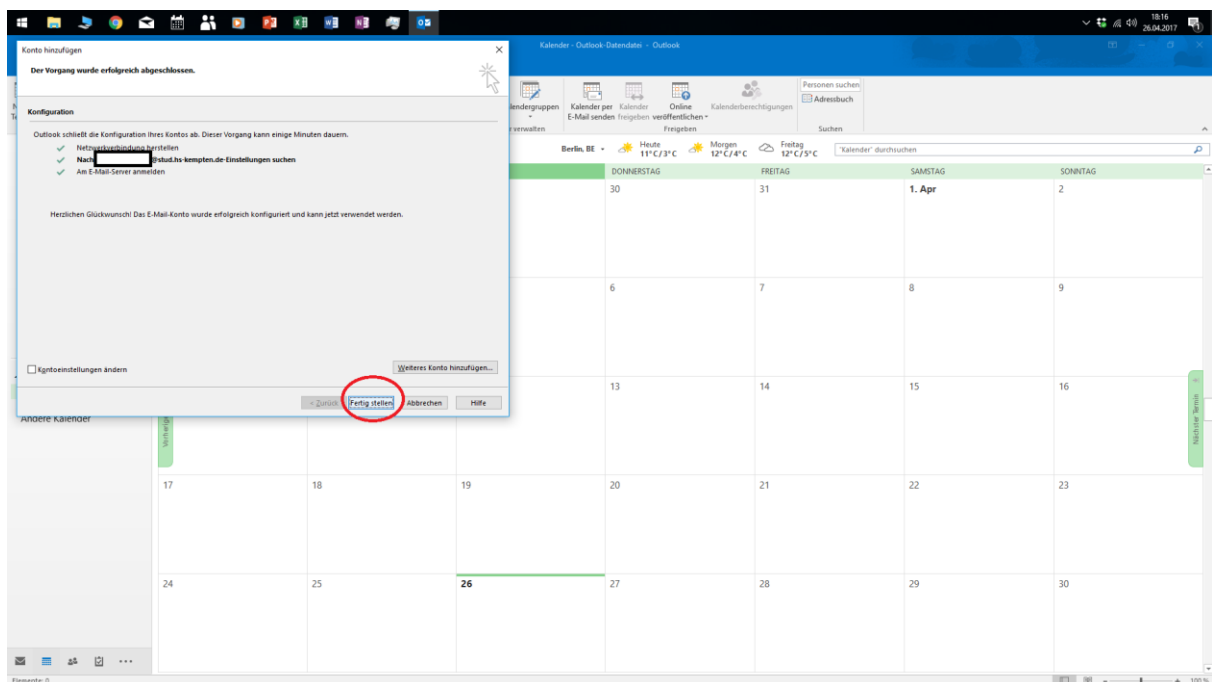 18:16
26.04.2017
Kalender - Outlook-Datendatei - Outlook
Konto hinzufügen
Der Vorgang wurde erfolgreich abgeschlossen.
Konfiguration
Outlook schließt die Konfiguration Ihres Kontos ab. Dieser Vorgang kann einige Minuten dauern.
Netzwerkverbindung herstellen
Nach @stud.hs-kempten.de-Einstellungen suchen
Am E-Mail-Server anmelden
Herzlichen Glückwunsch! Das E-Mail-Konto wurde erfolgreich konfiguriert und kann jetzt verwendet werden.
Kontoeinstellungen ändern
Weiteres Konto hinzufügen...
< Zurück Fertig stellen Abbrechen Hilfe
Kalender per E-Mail senden
Kalender freigeben
Online veröffentlichen
Kalenderberechtigungen
Personen suchen
Adressbuch
verwalten Freigeben Suchen
Berlin, BE
Heute
11°C/3°C
Morgen
12°C/4°C
Freitag
12°C/5°C
"Kalender" durchsuchen
DONNERSTAG FREITAG SAMSTAG SONNTAG
30 31 1. Apr 2
6 7 8 9
13 14 15 16
Andere Kalender
Nächster Termin
17 18 19 20 21 22 23
24 25 26 27 28 29 30
Elemente: 0
100 %